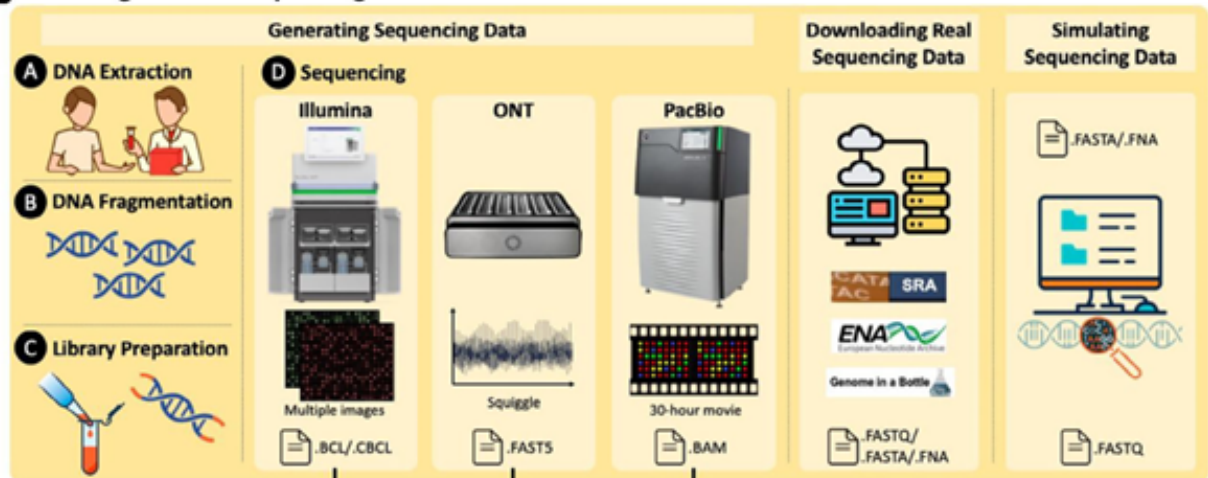 Generating Sequencing Data
Downloading Real
Sequencing Data
Simulating
Sequencing Data
A DNA Extraction
B DNA Fragmentation
C Library Preparation
D Sequencing
Illumina
Multiple images
.BCL/.CBCL
ONT
Squiggle
.FAST5
PacBio
30-hour movie
.BAM
CATA
TAC
SRA
ENA
European Nucleotide Archive
Genome in a Bottle
.FASTQ/
.FASTA/.FNA
.FASTA/.FNA
.FASTQ